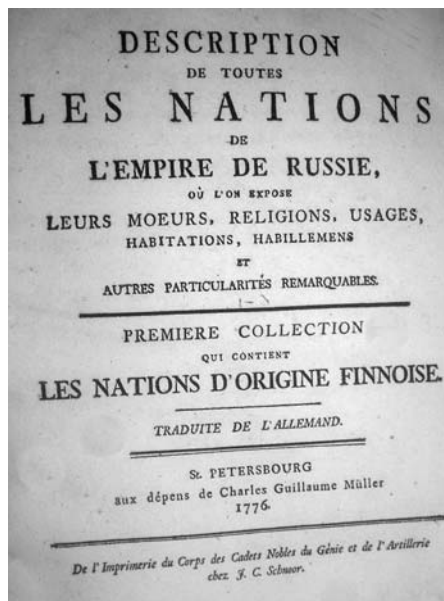 DESCRIPTION
DE TOUTES
LES NATIONS
DE
L'EMPIRE DE RUSSIE,
OÙ L'ON EXPOSE
LEURS MOEURS, RELIGIONS, USAGES,
HABITATIONS, HABILLEMENS
ET
AUTRES PARTICULARITÉS REMARQUABLES.
PREMIERE COLLECTION
QUI CONTIENT
LES NATIONS D'ORIGINE FINNOISE.
TRADUITE DE L'ALLEMAND.
St. PETERSBOURG
aux dépens de Charles Guillaume Müller
1776.
De l'Imprimerie du Corps des Cadets Nobles du Génie et de l'Artillerie
chez J. C. Schnoor.